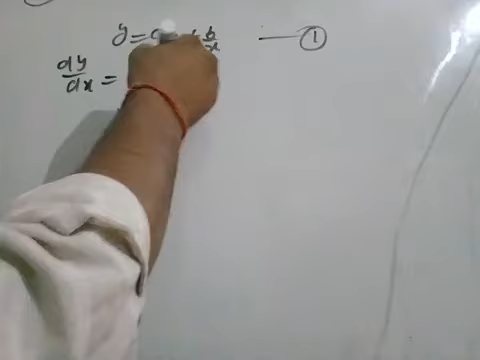 y = + b/x — ①
dy/dx =